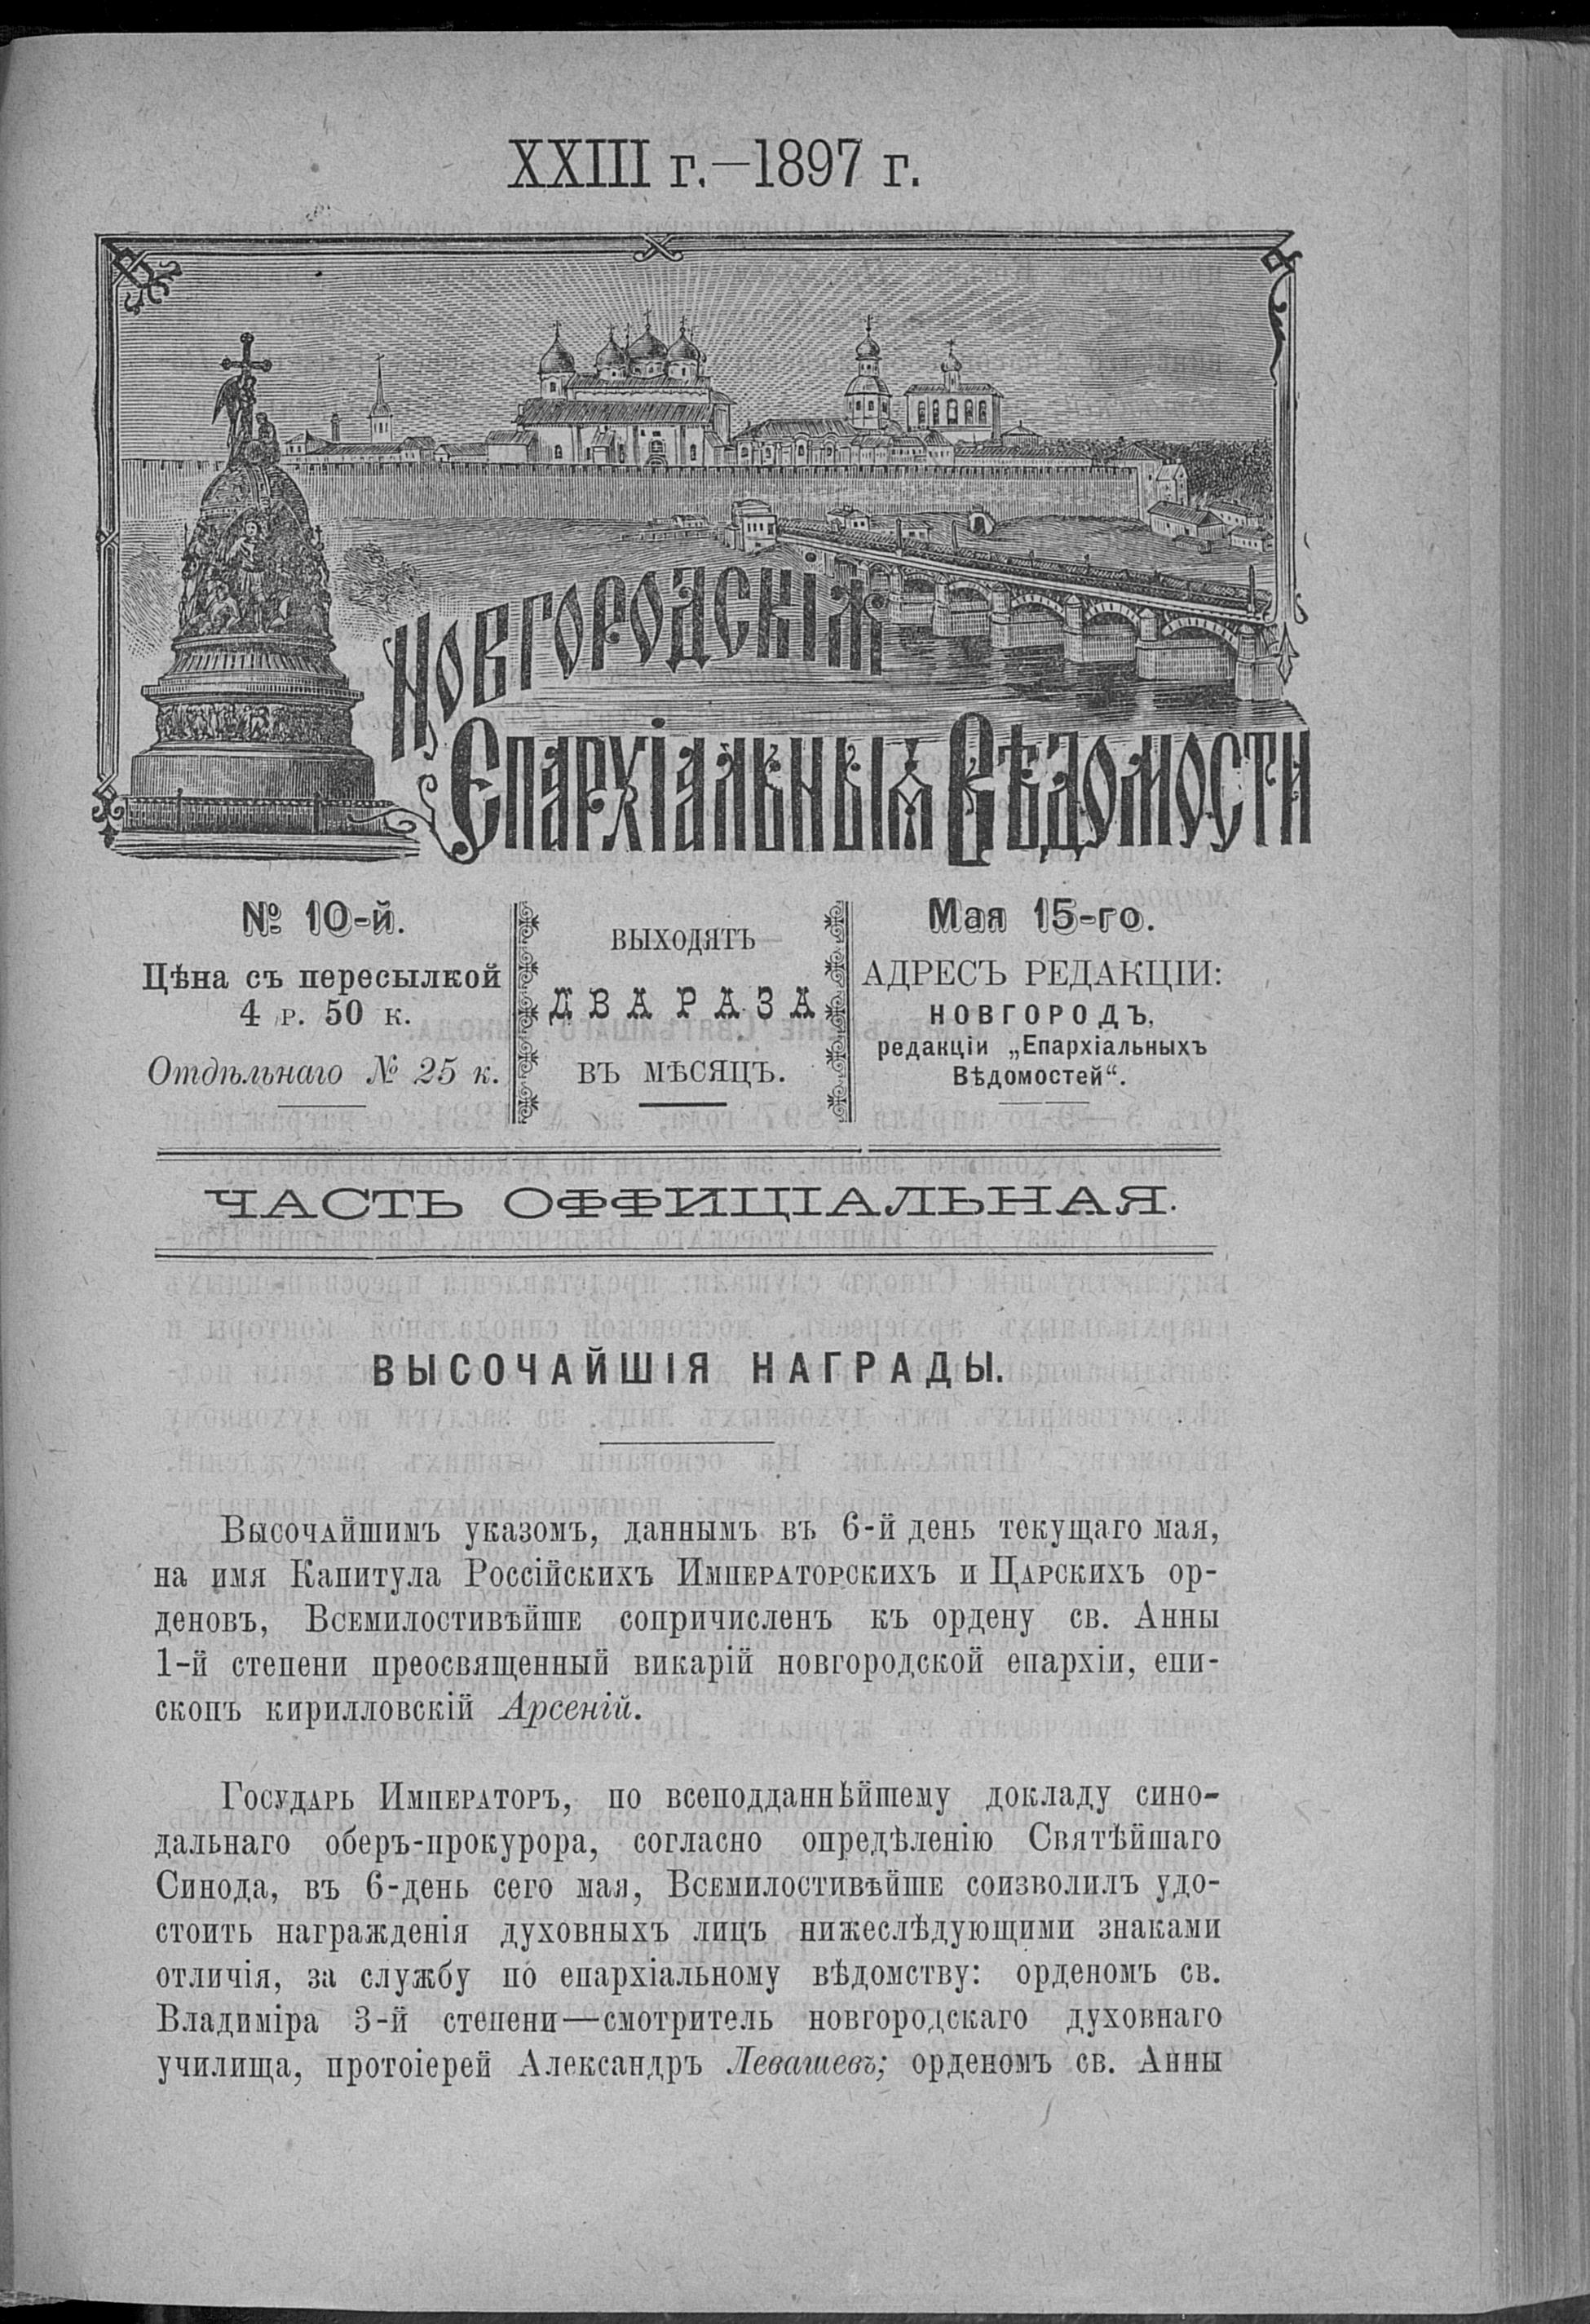 XXIII г.—1897 г.
Новгородскія
Епархіальныя Вѣдомости
№ 10-й.
Цѣна съ пересылкой
4 р. 50 к.
Отдѣльнаго № 25 к.
ВЫХОДЯТЪ
ДВА РАЗА
ВЪ МѢСЯЦЪ.
Мая 15-го.
АДРЕСЪ РЕДАКЦІИ:
НОВГОРОДЪ,
редакціи „Епархіальныхъ
Вѣдомостей“.
ЧАСТЬ ОФФИЦІАЛЬНАЯ.
ВЫСОЧАЙШІЯ НАГРАДЫ.
Высочайшимъ указомъ, даннымъ въ 6-й день текущаго мая,
на имя Капитула Россійскихъ Императорскихъ и Царскихъ ор-
деновъ, Всемилостивѣйше сопричисленъ къ ордену св. Анны
1-й степени преосвященный викарій новгородской епархіи, епи-
скопъ кирилловскій Арсеній.
Государь Императоръ, по всеподданнѣйшему докладу сино-
дальнаго оберъ-прокурора, согласно опредѣленію Святѣйшаго
Синода, въ 6-день сего мая, Всемилостивѣйше соизволилъ удо-
стоить награжденія духовныхъ лицъ нижеслѣдующими знаками
отличія, за службу по епархіальному вѣдомству: орденомъ св.
Владиміра 3-й степени—смотритель новгородскаго духовнаго
училища, протоіерей Александръ Левашевъ; орденомъ св. Анны